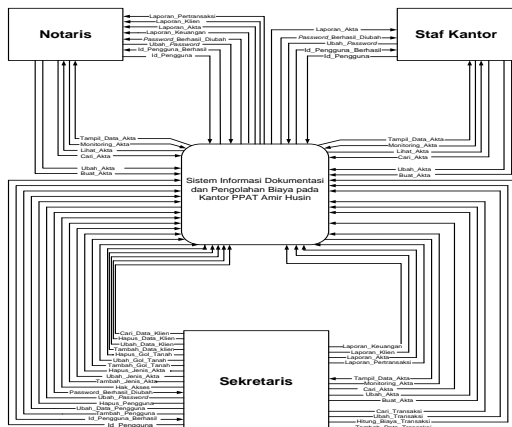 Notaris
Laporan_Pertransaksi
Laporan_Klien
Laporan_Akta
Laporan_Keuangan
Password_Berhasil_Diubah
Ubah_Password
Id_Pengguna_Berhasil
Id_Pengguna
Laporan_Akta
Password_Berhasil_Diubah
Ubah_Password
Id_Pengguna_Berhasil
Id_Pengguna
Staf Kantor
Tampil_Data_Akta
Monitoring_Akta
Lihat_Akta
Cari_Akta
Ubah_Akta
Buat_Akta
Tampil_Data_Akta
Monitoring_Akta
Lihat_Akta
Cari_Akta
Ubah_Akta
Buat_Akta
Sistem Informasi Dokumentasi
dan Pengolahan Biaya pada
Kantor PPAT Amir Husin
Cari_Data_Klien
Hapus_Data_Klien
Ubah_Data_Klien
Tambah_Data_klien
Hapus_Gol_Tanah
Ubah_Gol_Tanah
Tambah_Gol_Tanah
Hapus_Jenis_Akta
Ubah_Jenis_Akta
Tambah_Jenis_Akta
Hak_Akses
Password_Berhasil_Diubah
Ubah_Password
Hapus_Pengguna
Ubah_Data_Pengguna
Tambah_Pengguna
Id_Pengguna_Berhasil
Id_Pengguna
Sekretaris
Laporan_Keuangan
Laporan_Klien
Laporan_Akta
Laporan_Pertransaksi
Tampil_Data_Akta
Monitoring_Akta
Cari_Akta
Ubah_Akta
Buat_Akta
Cari_Transaksi
Ubah_Transaksi
Hitung_Biaya_Transaksi